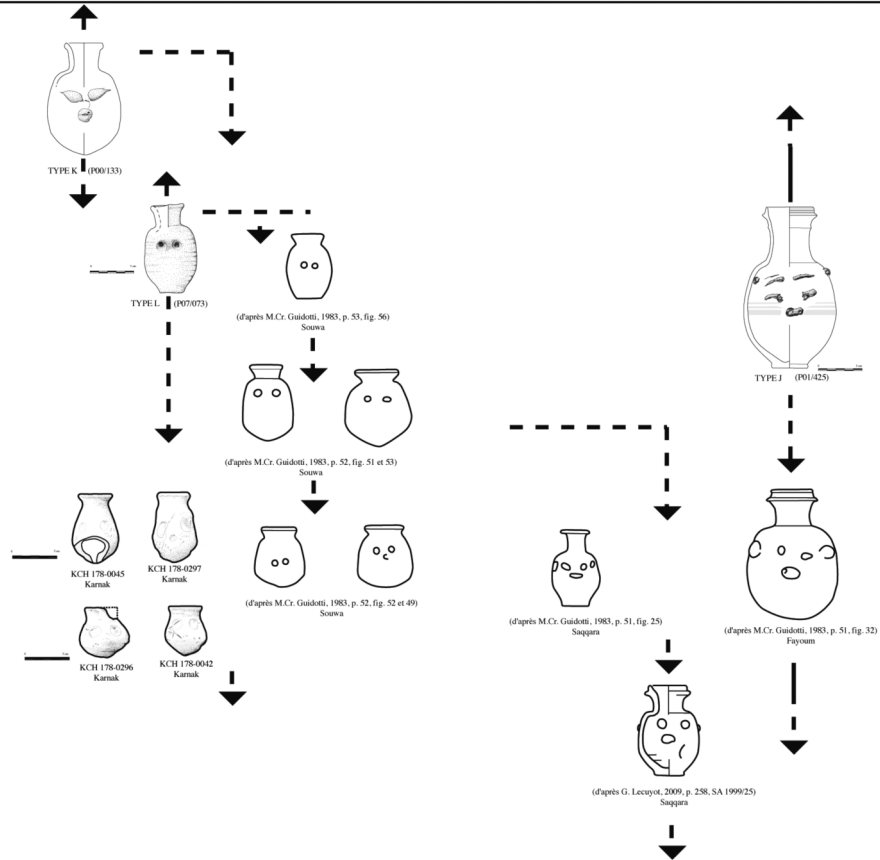 TYPE K (P00/133)
TYPE L (P07/073)
(d'après M.Cr. Guidotti, 1983, p. 53, fig. 56)
Souwa
TYPE J (P01/425)
(d'après M.Cr. Guidotti, 1983, p. 52, fig. 51 et 53)
Souwa
KCH 178-0045
Karnak
KCH 178-0297
Karnak
(d'après M.Cr. Guidotti, 1983, p. 52, fig. 52 et 49)
Souwa
(d'après M.Cr. Guidotti, 1983, p. 51, fig. 25)
Saqqara
(d'après M.Cr. Guidotti, 1983, p. 51, fig. 32)
Fayoum
KCH 178-0296
Karnak
KCH 178-0042
Karnak
(d'après G. Lecuyot, 2009, p. 258, SA 1999/25)
Saqqara